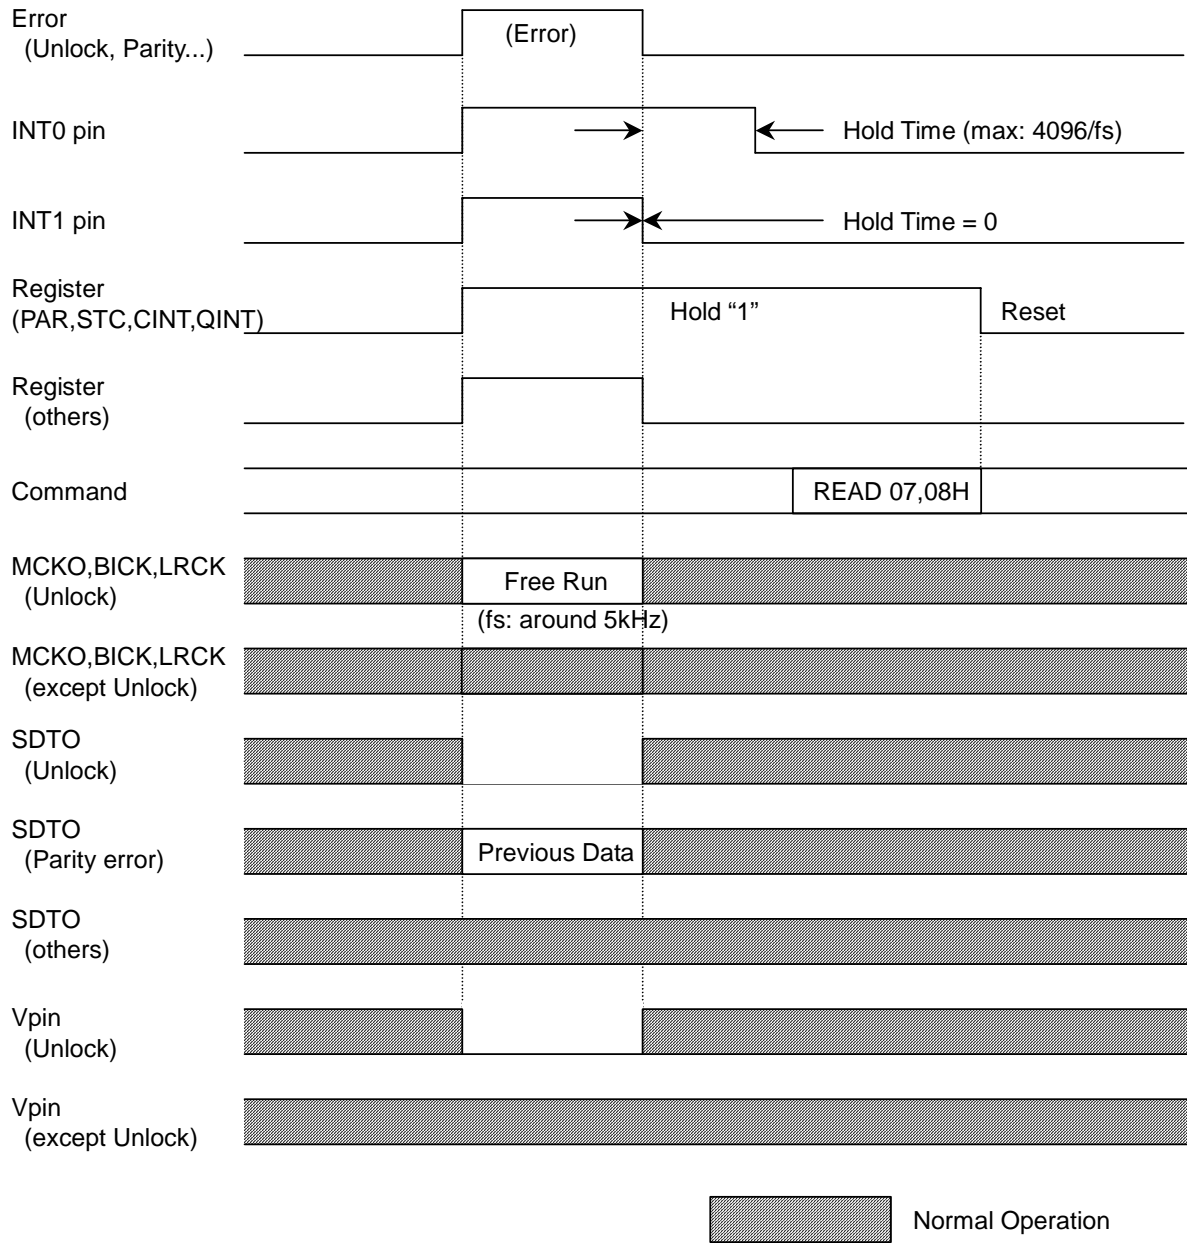 Error
(Unlock, Parity...)
(Error)
INT0 pin
Hold Time (max: 4096/fs)
INT1 pin
Hold Time = 0
Register
(PAR,STC,CINT,QINT)
Hold “1”
Reset
Register
(others)
Command
READ 07,08H
MCKO,BICK,LRCK
(Unlock)
Free Run
(fs: around 5kHz)
MCKO,BICK,LRCK
(except Unlock)
SDTO
(Unlock)
SDTO
(Parity error)
Previous Data
SDTO
(others)
Vpin
(Unlock)
Vpin
(except Unlock)
Normal Operation